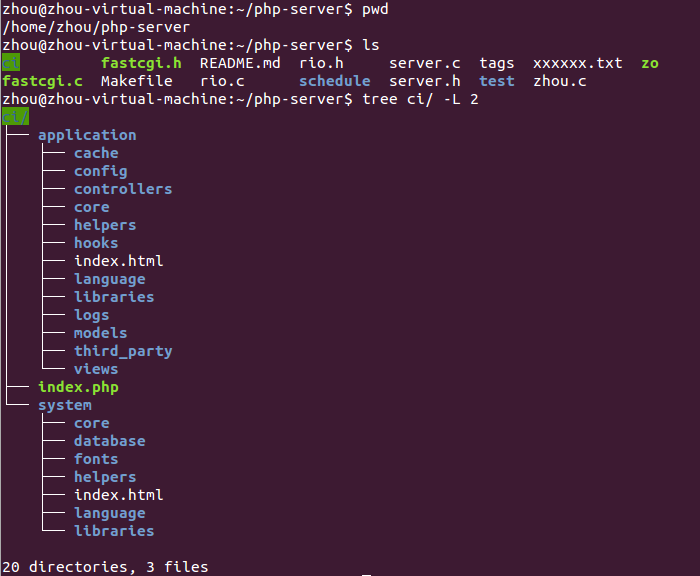 zhou@zhou-virtual-machine:~/php-server$ pwd
/home/zhou/php-server
zhou@zhou-virtual-machine:~/php-server$ ls
ci         fastcgi.h  README.md  rio.h     server.c  tags  xxxxxx.txt  zo
fastcgi.c  Makefile   rio.c      schedule  server.h  test  zhou.c
zhou@zhou-virtual-machine:~/php-server$ tree ci/ -L 2
ci/
├── application
│   ├── cache
│   ├── config
│   ├── controllers
│   ├── core
│   ├── helpers
│   ├── hooks
│   ├── index.html
│   ├── language
│   ├── libraries
│   ├── logs
│   ├── models
│   ├── third_party
│   └── views
├── index.php
└── system
    ├── core
    ├── database
    ├── fonts
    ├── helpers
    ├── index.html
    ├── language
    └── libraries
20 directories, 3 files